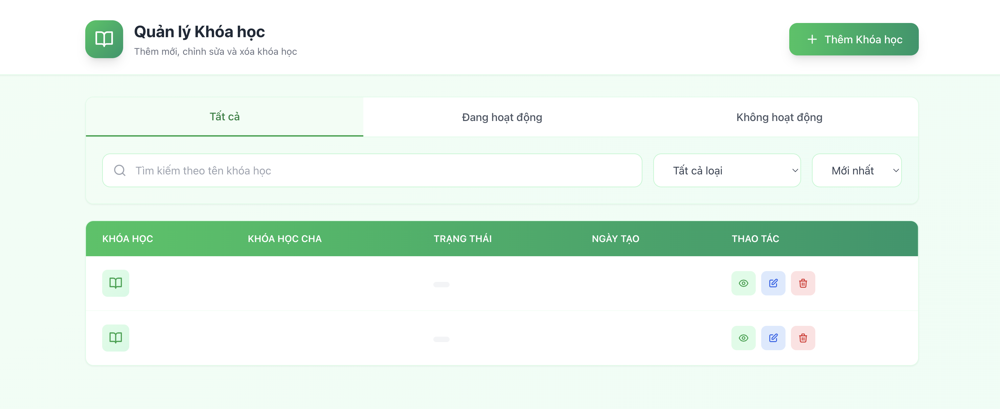 Quản lý Khóa học
Thêm mới, chỉnh sửa và xóa khóa học
Thêm Khóa học
Tất cả
Đang hoạt động
Không hoạt động
Tìm kiếm theo tên khóa học
Tất cả loại
Mới nhất
KHÓA HỌC
KHÓA HỌC CHA
TRẠNG THÁI
NGÀY TẠO
THAO TÁC